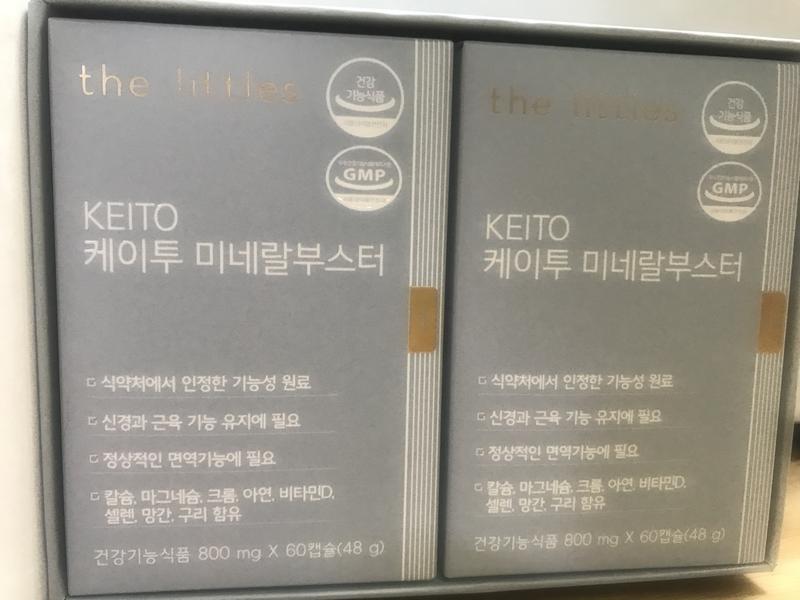 the littles
건강
기능식품
GMP
KEITO
케이투 미네랄부스터
식약처에서 인정한 기능성 원료
신경과 근육 기능 유지에 필요
정상적인 면역기능에 필요
칼슘, 마그네슘, 크롬, 아연, 비타민D,
셀렌, 망간, 구리 함유
건강기능식품 800 mg X 60캡슐(48 g)
the littles
건강
기능식품
GMP
KEITO
케이투 미네랄부스터
식약처에서 인정한 기능성 원료
신경과 근육 기능 유지에 필요
정상적인 면역기능에 필요
칼슘, 마그네슘, 크롬, 아연, 비타민D,
셀렌, 망간, 구리 함유
건강기능식품 800 mg X 60캡슐(48 g)